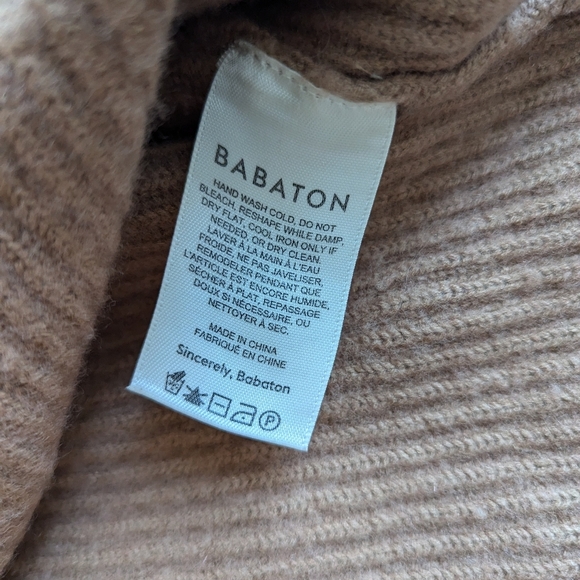 BABATON
HAND WASH COLD. DO NOT
BLEACH. RESHAPE WHILE DAMP.
DRY FLAT, COOL IRON ONLY IF
NEEDED, OR DRY CLEAN.
LAVER À LA MAIN À L'EAU
FROIDE, NE PAS JAVELISER,
REMODELER PENDANT QUE
L'ARTICLE EST ENCORE HUMIDE,
SÉCHER À PLAT, REPASSAGE
DOUX SI NÉCESSAIRE, OU
NETTOYER À SEC.
MADE IN CHINA
FABRIQUÉ EN CHINE
Sincerely, Babaton
P